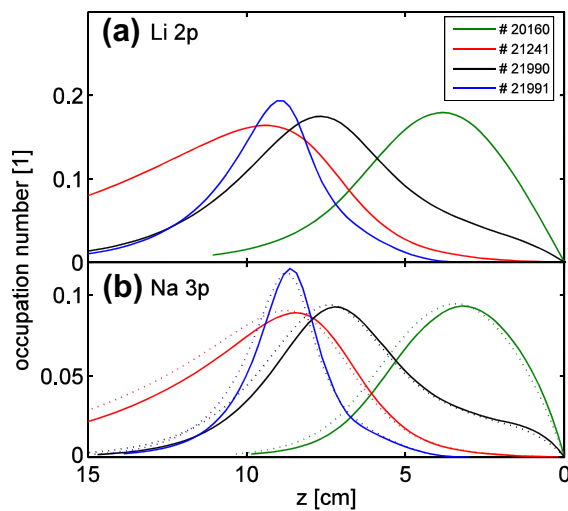 (a) Li 2p
# 20160
# 21241
# 21990
# 21991
0.2
0.1
0
occupation number [1]
(b) Na 3p
0.1
0.05
0
15 10 5 0
z [cm]